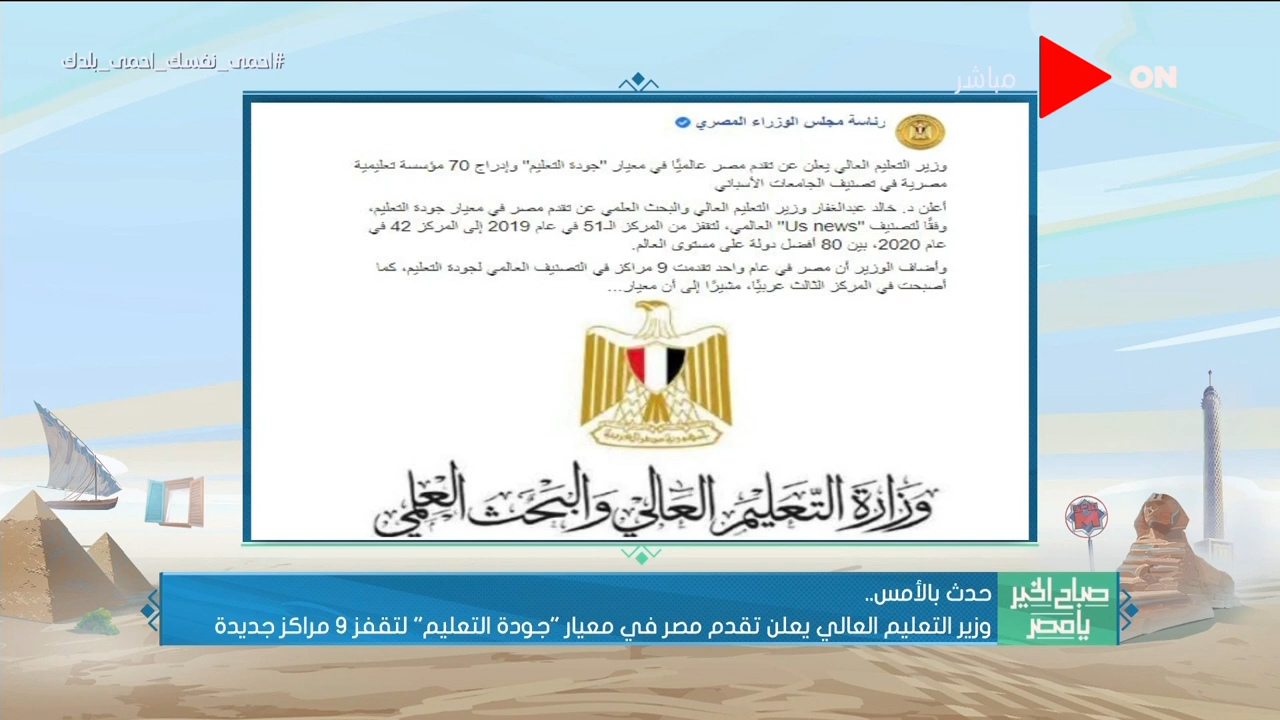 #احمى_نفسك_احمى_بلدك
مباشر
ON
رئاسة مجلس الوزراء المصري
وزير التعليم العالي يعلن عن تقدم مصر عالميًا في معيار "جودة التعليم" وإدراج 70 مؤسسة تعليمية
مصرية في تصنيف الجامعات الأسباني
أعلن د. خالد عبدالغفار وزير التعليم العالي والبحث العلمي عن تقدم مصر في معيار جودة التعليم،
وفقًا لتصنيف "Us news" العالمي، لتقفز من المركز الـ51 في عام 2019 إلى المركز 42 في
عام 2020، بين 80 أفضل دولة على مستوى العالم.
وأضاف الوزير أن مصر في عام واحد تقدمت 9 مراكز في التصنيف العالمي لجودة التعليم، كما
أصبحت في المركز الثالث عربيًا، مشيرًا إلى أن معيار...
جمهورية مصر العربية
وزارة التعليم العالي والبحث العلمي
صباح الخير
يا مصر
حدث بالأمس..
وزير التعليم العالي يعلن تقدم مصر في معيار "جودة التعليم" لتقفز 9 مراكز جديدة